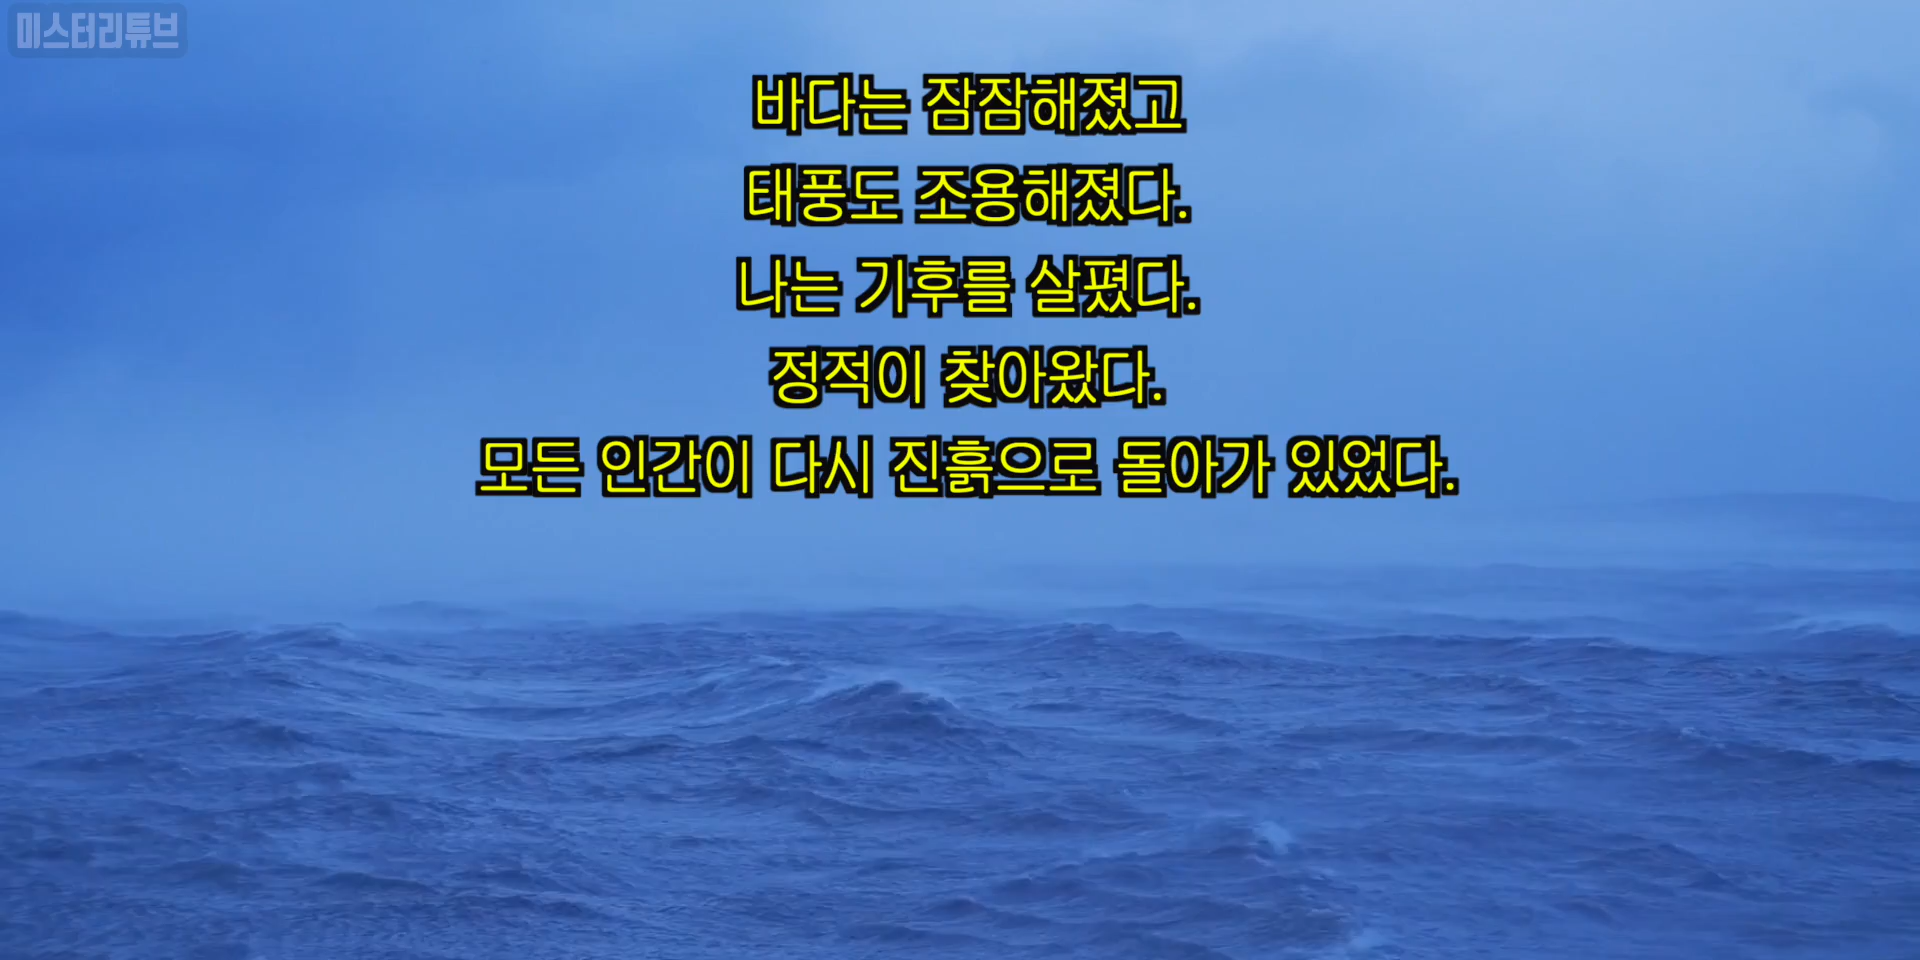 미스터리튜브
바다는 잠잠해졌고
태풍도 조용해졌다.
나는 기후를 살폈다.
정적이 찾아왔다.
모든 인간이 다시 진흙으로 돌아가 있었다.